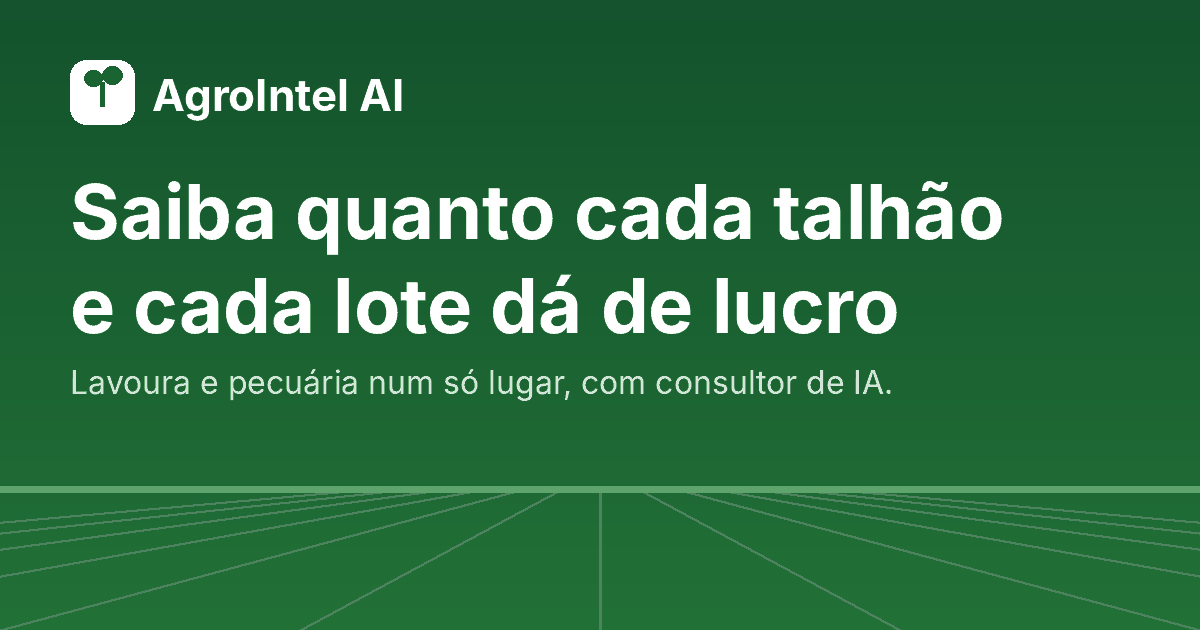 AgroIntel AI
Saiba quanto cada talhão
e cada lote dá de lucro
Lavoura e pecuária num só lugar, com consultor de IA.